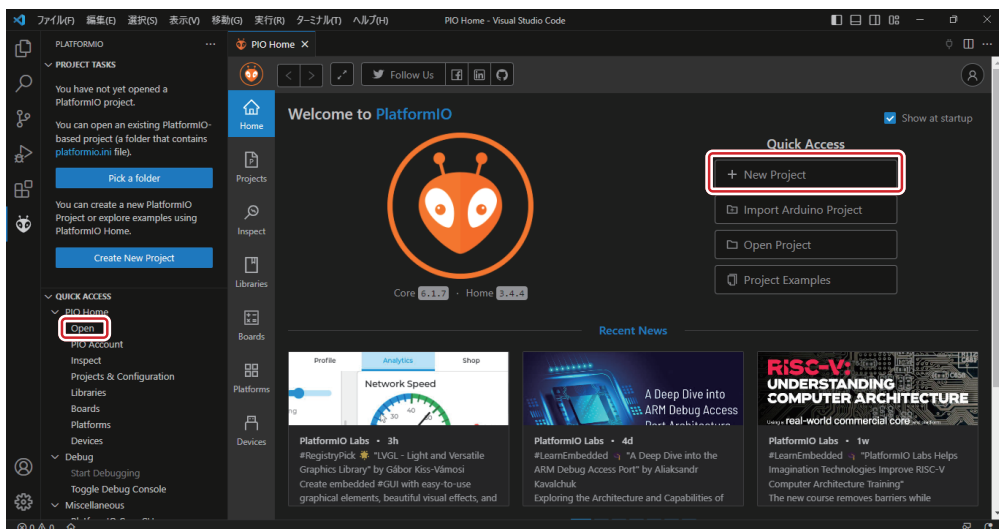 ファイル(F) 編集(E) 選択(S) 表示(V) 移動(G) 実行(R) ターミナル(T) ヘルプ(H)
PIO Home - Visual Studio Code
PLATFORMIO
PIO Home
PROJECT TASKS
You have not yet opened a
PlatformIO project.
You can open an existing PlatformIO-
based project (a folder that contains
platformio.ini file).
Pick a folder
You can create a new PlatformIO
Project or explore examples using
PlatformIO Home.
Create New Project
QUICK ACCESS
PIO Home
Open
PIO Account
Inspect
Projects & Configuration
Libraries
Boards
Platforms
Devices
Debug
Start Debugging
Toggle Debug Console
Miscellaneous
Follow Us
Home
Projects
Inspect
Libraries
Boards
Platforms
Devices
Welcome to PlatformIO
Show at startup
Quick Access
+ New Project
Import Arduino Project
Open Project
Project Examples
Core 6.1.7 · Home 3.4.4
Recent News
Profile
Analytics
Shop
Network Speed
30
40
PlatformIO Labs • 3h
#RegistryPick "LVGL - Light and Versatile
Graphics Library" by Gábor Kiss-Vámosi
Create embedded #GUI with easy-to-use
graphical elements, beautiful visual effects, and
A Deep Dive into
ARM Debug Access
Port Architecture
PlatformIO Labs • 4d
#LearnEmbedded "A Deep Dive into the
ARM Debug Access Port" by Aliaksandr
Kavalchuk
Exploring the Architecture and Capabilities of
RISC-V:
UNDERSTANDING
COMPUTER ARCHITECTURE
Using a real-world commercial core
PlatformIO Labs • 1w
#LearnEmbedded "PlatformIO Labs Helps
Imagination Technologies Improve RISC-V
Computer Architecture Training"
The new course removes barriers while